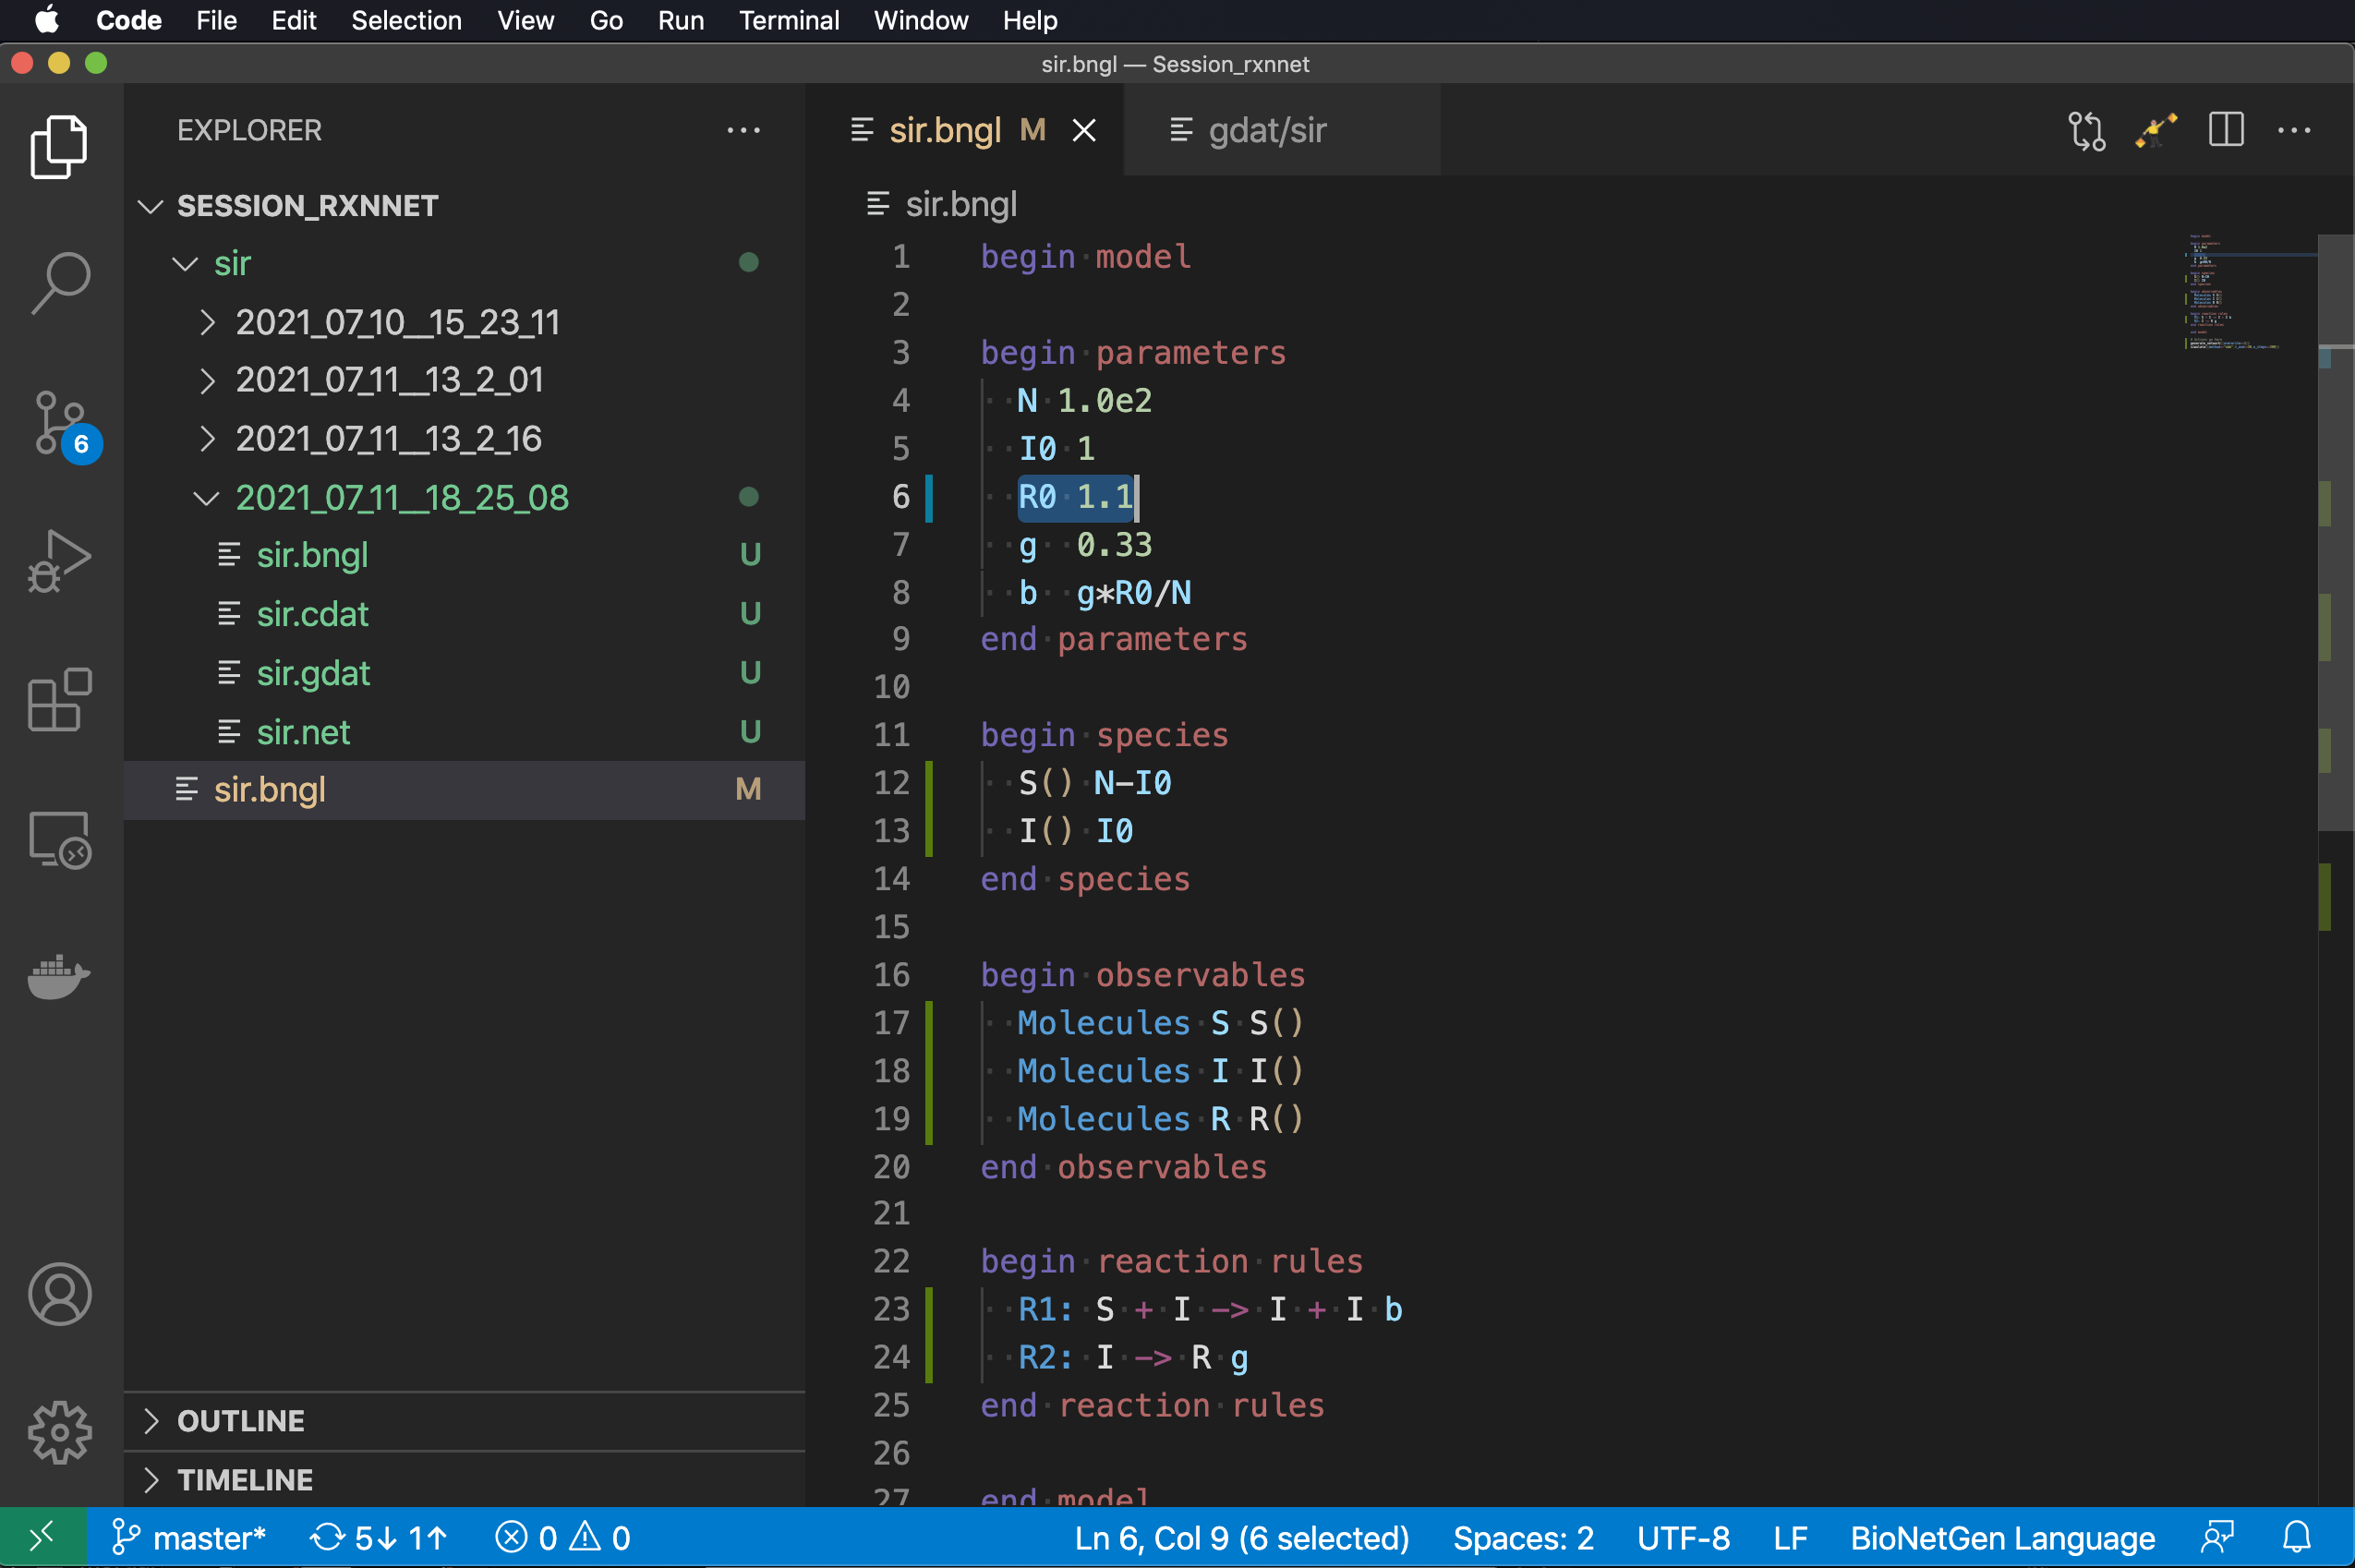 Code File Edit Selection View Go Run Terminal Window Help
sir.bngl — Session_rxnnet
EXPLORER
SESSION_RXNNET
sir
2021_07_10__15_23_11
2021_07_11__13_2_01
2021_07_11__13_2_16
2021_07_11__18_25_08
sir.bngl U
sir.cdat U
sir.gdat U
sir.net U
sir.bngl M
6
OUTLINE
TIMELINE
sir.bngl M gdat/sir
sir.bngl
1 begin model
2
3 begin parameters
4 N 1.0e2
5 I0 1
6 R0 1.1
7 g 0.33
8 b g*R0/N
9 end parameters
10
11 begin species
12 S() N-I0
13 I() I0
14 end species
15
16 begin observables
17 Molecules S S()
18 Molecules I I()
19 Molecules R R()
20 end observables
21
22 begin reaction rules
23 R1: S + I -> I + I b
24 R2: I -> R g
25 end reaction rules
26
27 end model
master* 5↓ 1↑ 0 0 Ln 6, Col 9 (6 selected) Spaces: 2 UTF-8 LF BioNetGen Language